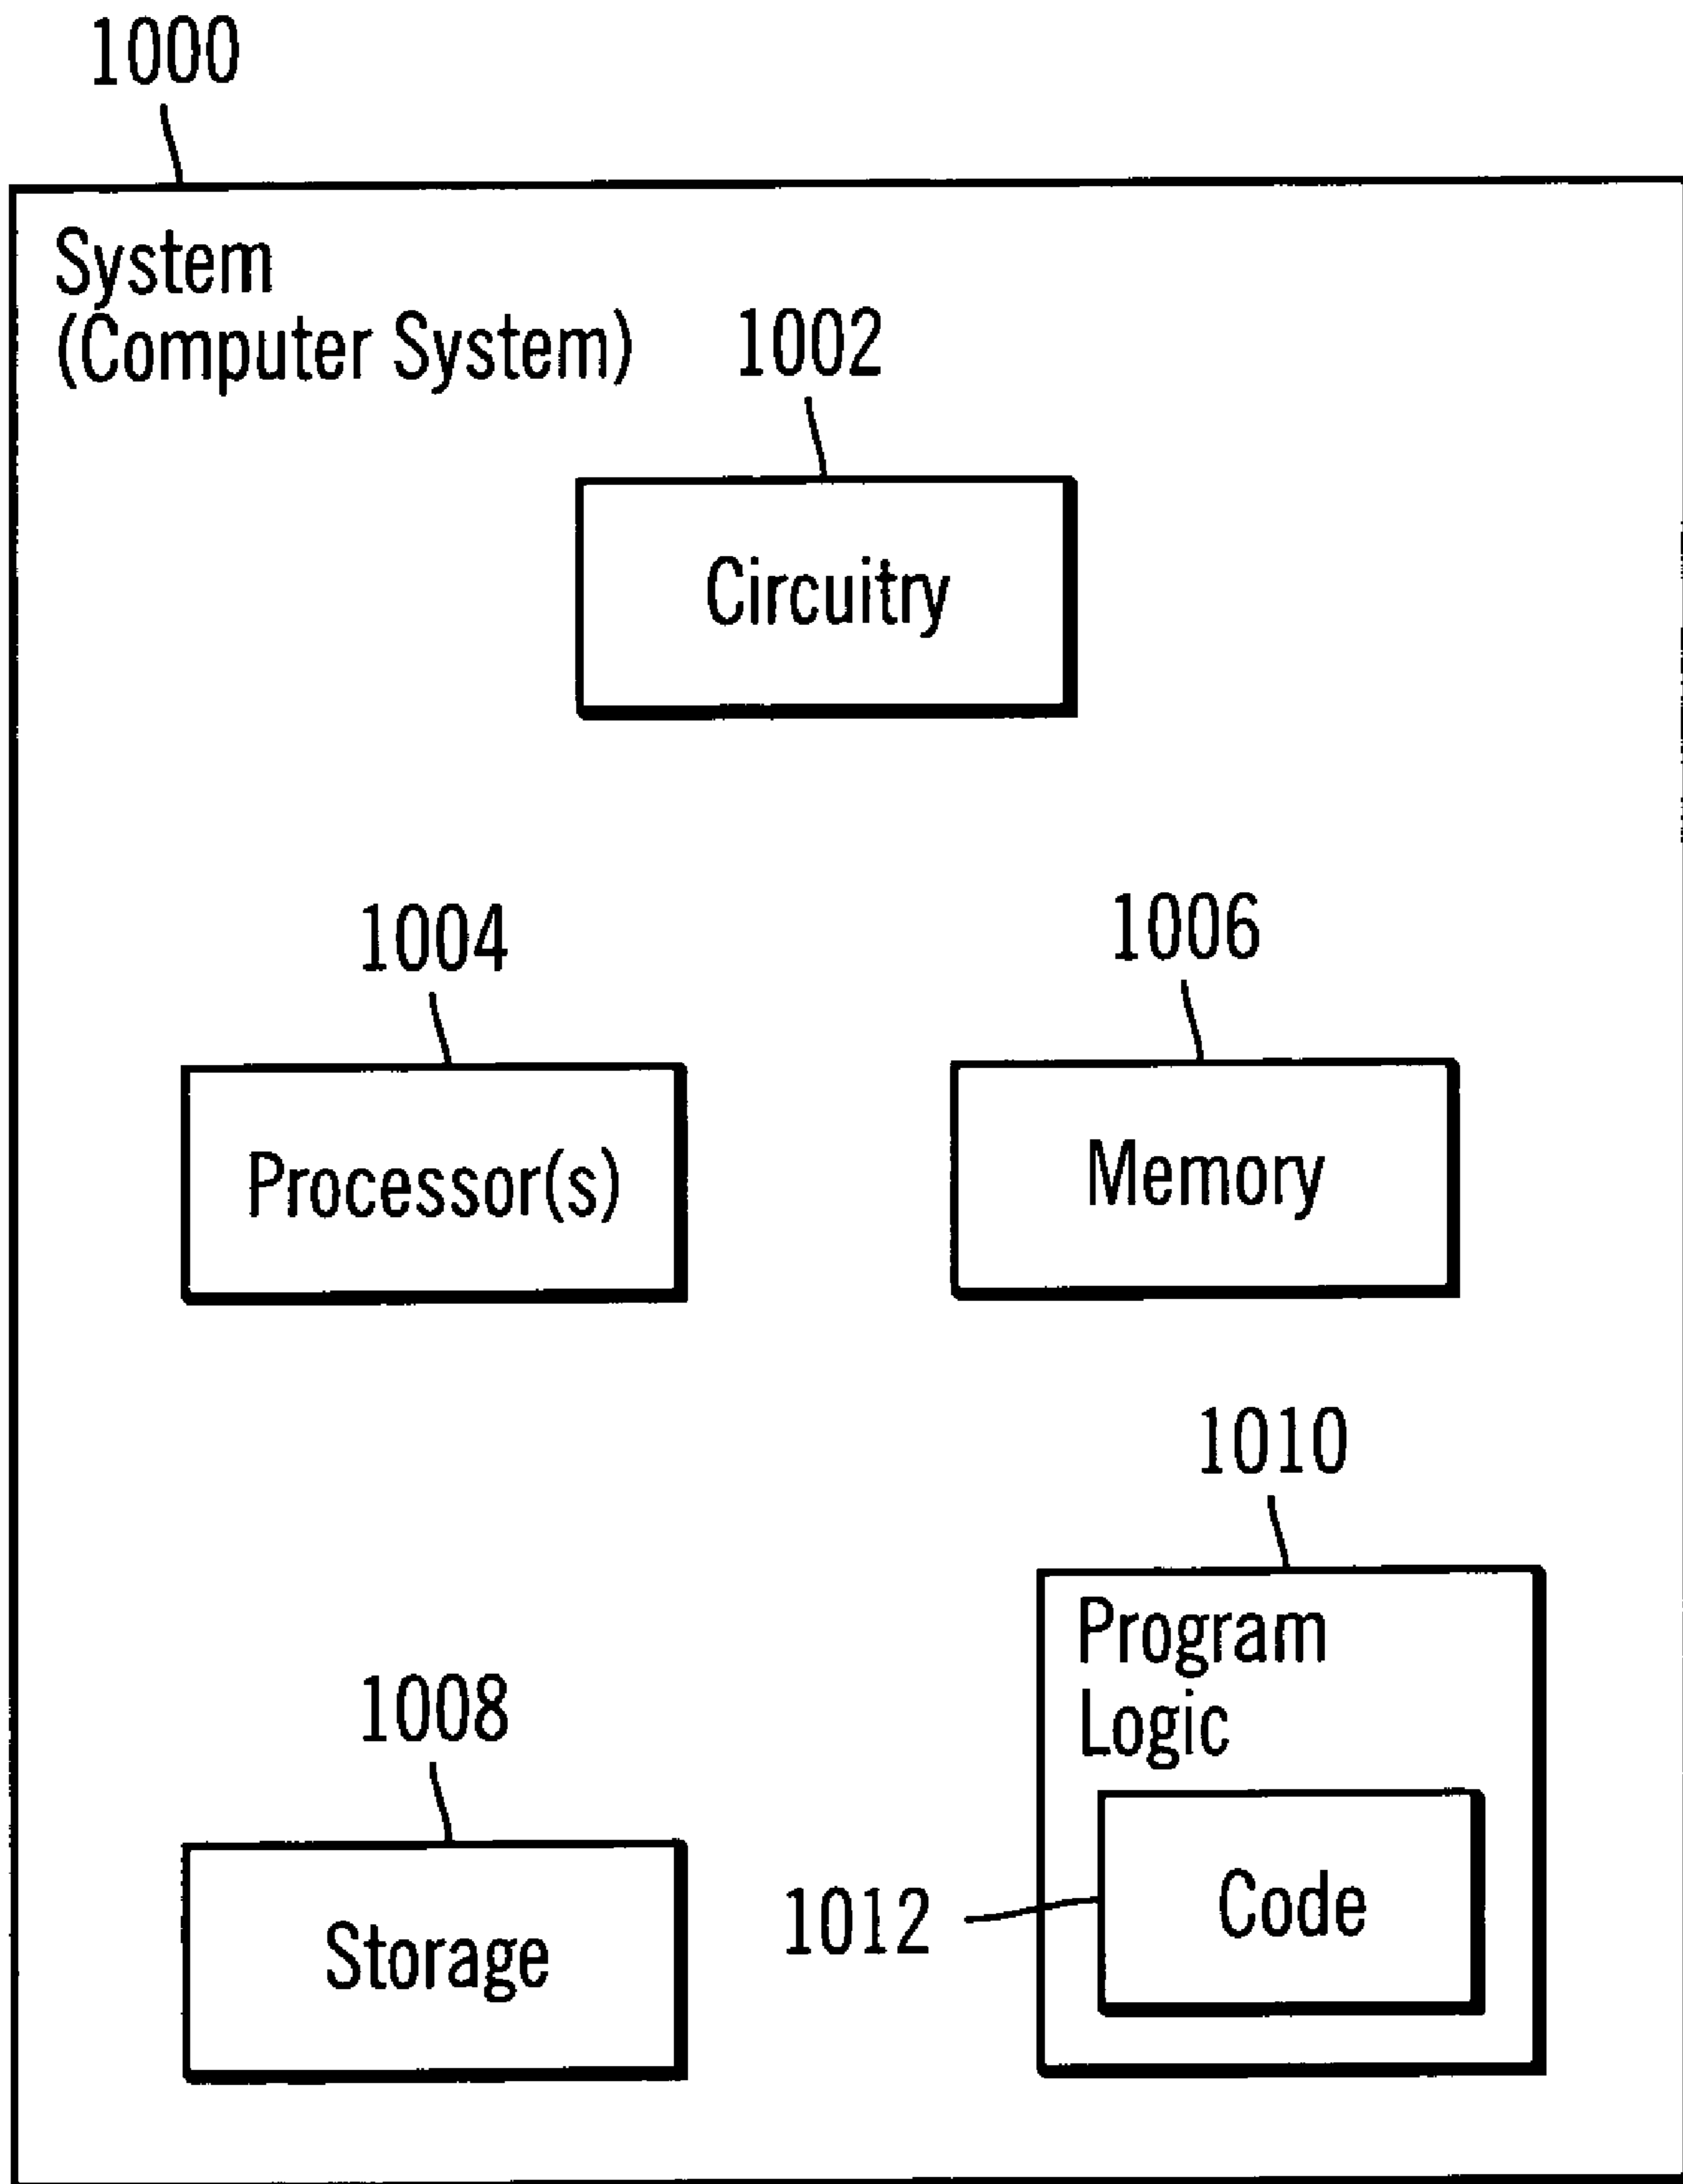 1000
System
(Computer System)
1002
Circuitry
1004
1006
Processor(s)
Memory
1010
Program
Logic
1008
1012
Code
Storage